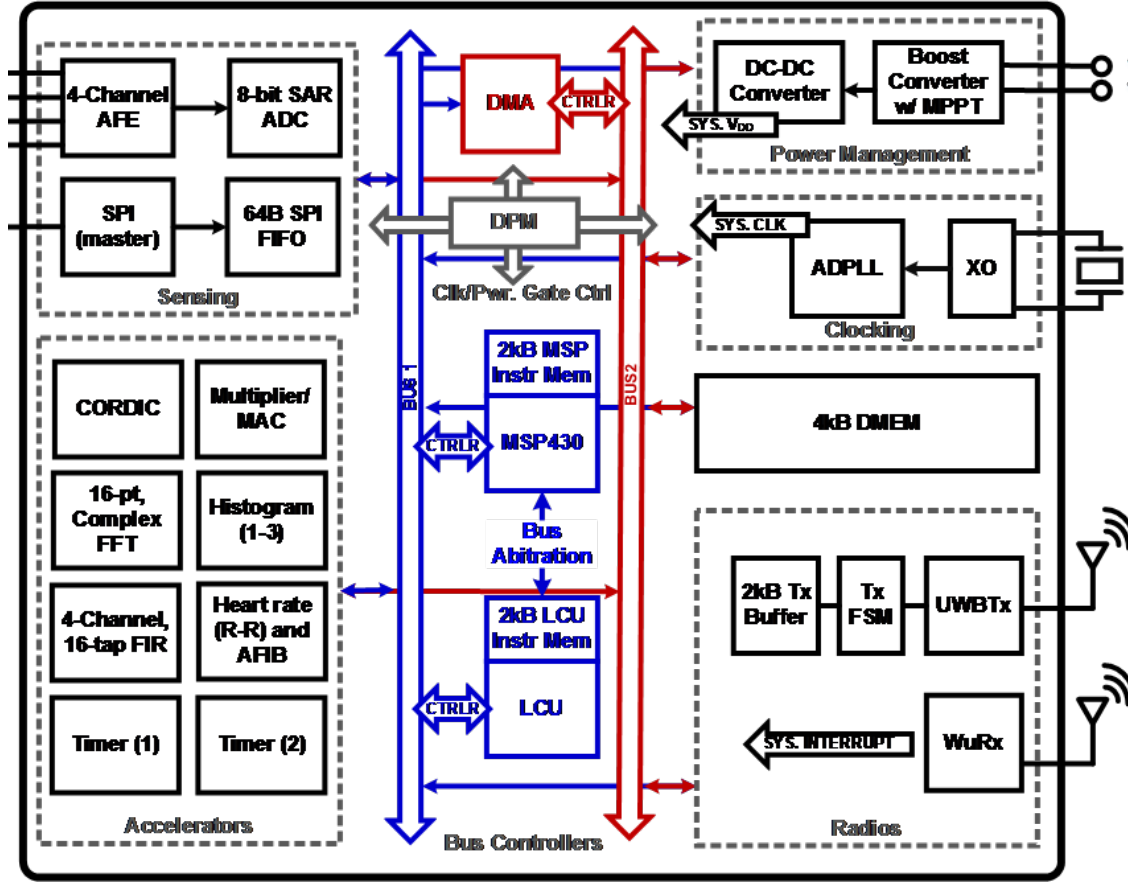 4-Channel
AFE
8-bit SAR
ADC
SPI
(master)
64B SPI
FIFO
Sensing
CORDIC
Multiplier/
MAC
16-pt,
Complex
FFT
Histogram
(1-3)
4-Channel,
16-tap FIR
Heart rate
(R-R) and
AFIB
Timer (1)
Timer (2)
Accelerators
BUS 1
DMA
CTRLR
DPM
Clk/Pwr. Gate Ctrl
2kB MSP
Instr Mem
MSP430
CTRLR
Bus
Abitration
2kB LCU
Instr Mem
LCU
CTRLR
Bus Controllers
BUS2
DC-DC
Converter
Boost
Converter
w/ MPPT
SYS. VDD
Power Management
SYS. CLK
ADPLL
XO
Clocking
4kB DMEM
2kB Tx
Buffer
Tx
FSM
UWBTx
SYS. INTERRUPT
WuRx
Radios